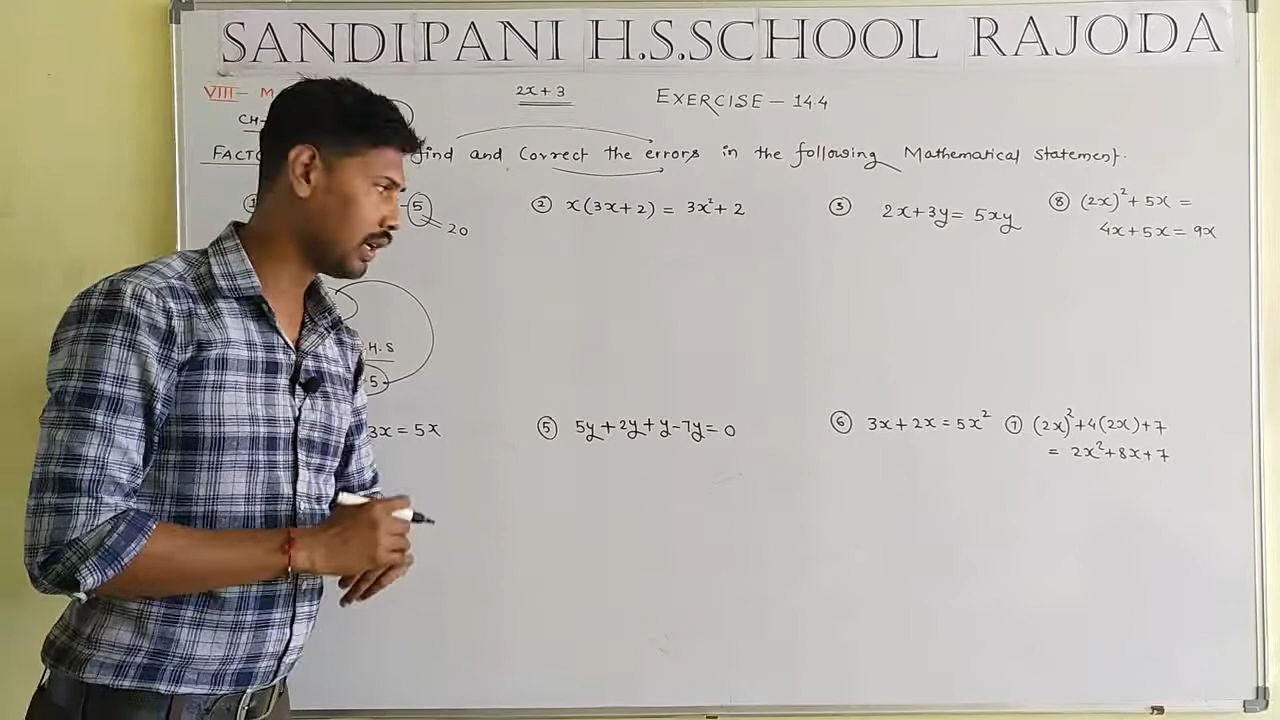 SANDIPANI H.S.SCHOOL RAJODA
VIII - M
2x + 3
EXERCISE - 14.4
CH-
FACTO
find and Correct the errors in the following Mathematical Statement.
① - 5
20
② x(3x+2) = 3x²+2
③ 2x+3y = 5xy
⑧ (2x)²+5x =
4x+5x = 9x
.H.S
5
3x = 5x
⑤ 5y+2y+y-7y = 0
⑥ 3x+2x = 5x²
⑦ (2x)²+4(2x)+7
= 2x²+8x+7